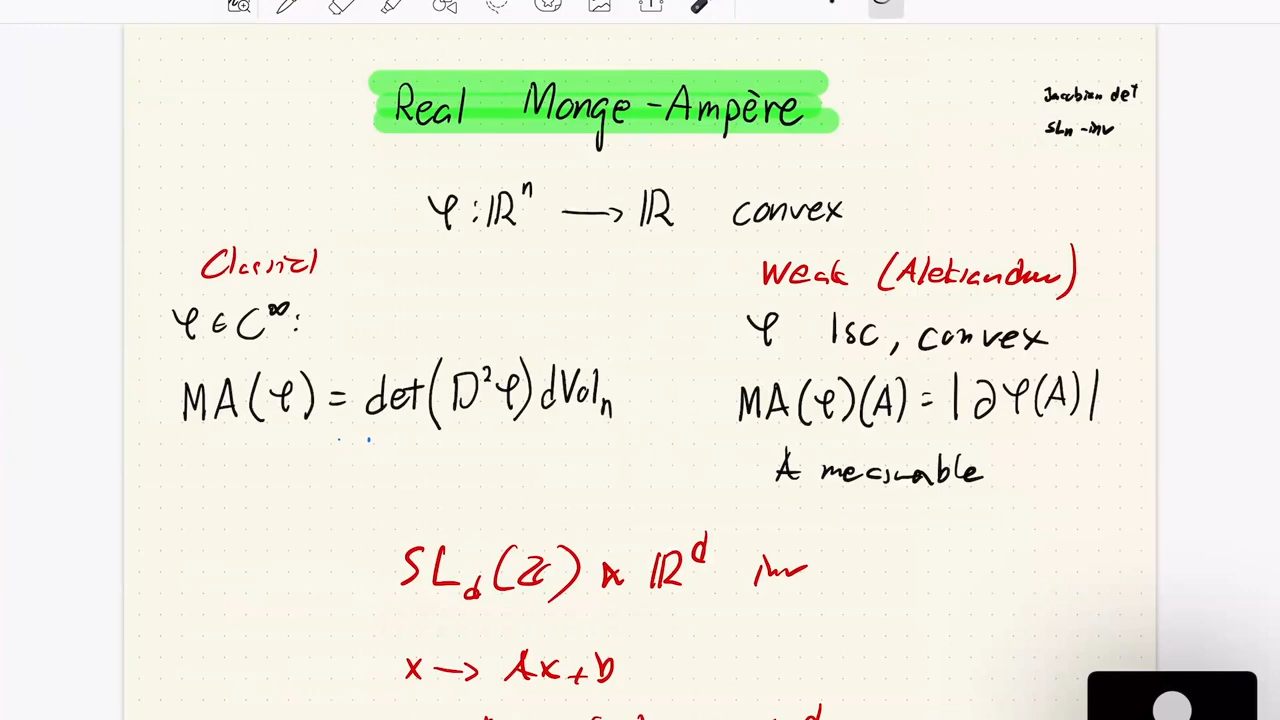 Real Monge-Ampère
Jacobian det
SLn -inv
φ : ℝⁿ ⟶ ℝ convex
Classical
φ ∈ C^∞ :
MA(φ) = det(D²φ) dVolₙ
Weak (Aleksandrov)
φ lsc, convex
MA(φ)(A) = |∂φ(A)|
A measurable
SL_d(ℤ) ⋉ ℝ^d inv
x → Ax + b